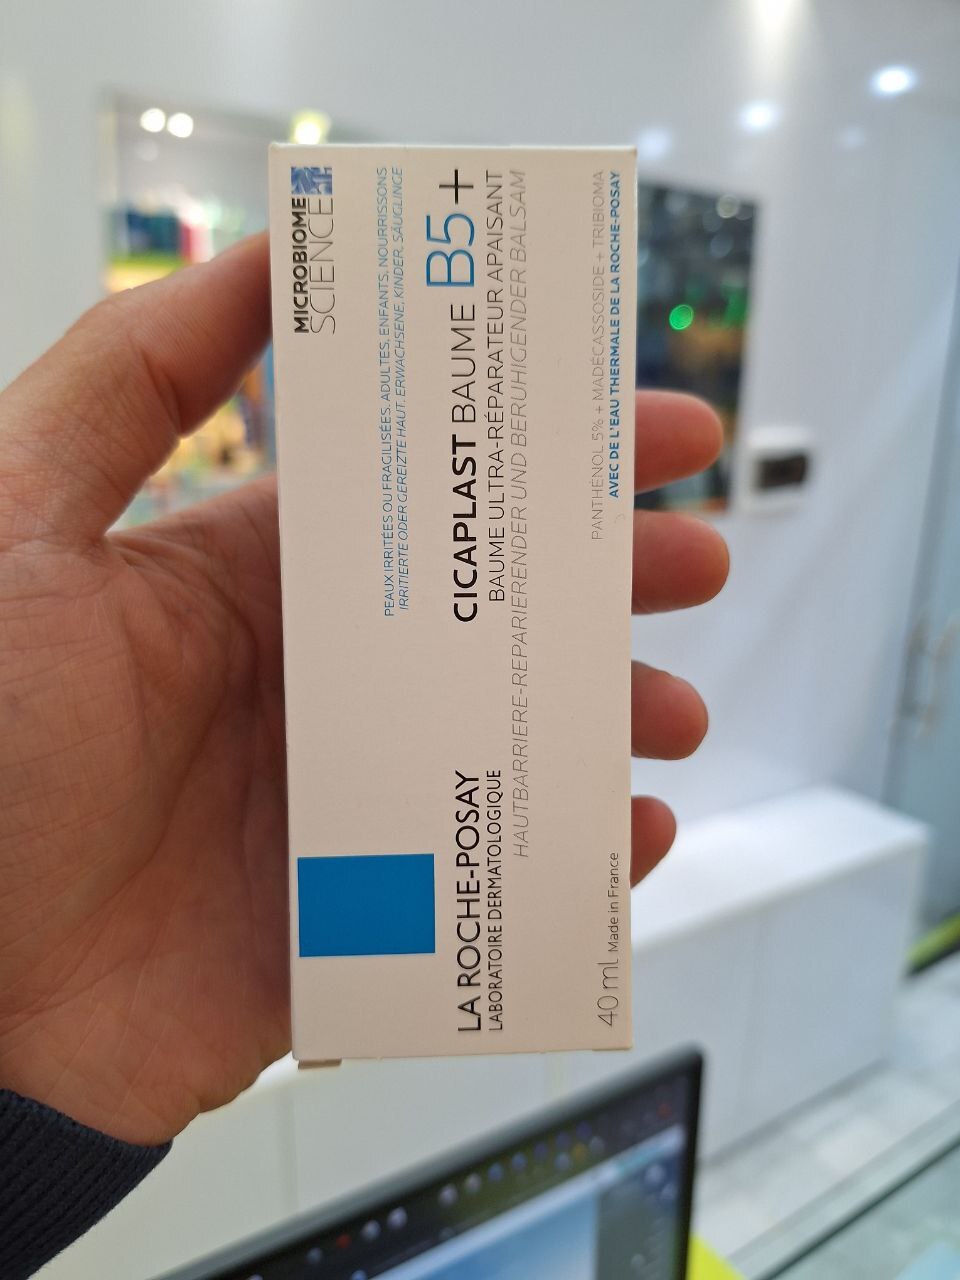 MICROBIOME
SCIENCE
PEAUX IRRITÉES OU FRAGILISÉES. ADULTES, ENFANTS, NOURRISSONS
IRRITIERTE ODER GEREIZTE HAUT. ERWACHSENE, KINDER, SÄUGLINGE
CICAPLAST BAUME B5+
BAUME ULTRA-RÉPARATEUR APAISANT
HAUTBARRIERE-REPARIERENDER UND BERUHIGENDER BALSAM
LA ROCHE-POSAY
LABORATOIRE DERMATOLOGIQUE
PANTHÉNOL 5% + MADÉCASSOSIDE + TRIBIOMA
AVEC DE L'EAU THERMALE DE LA ROCHE-POSAY
40 ml Made in France